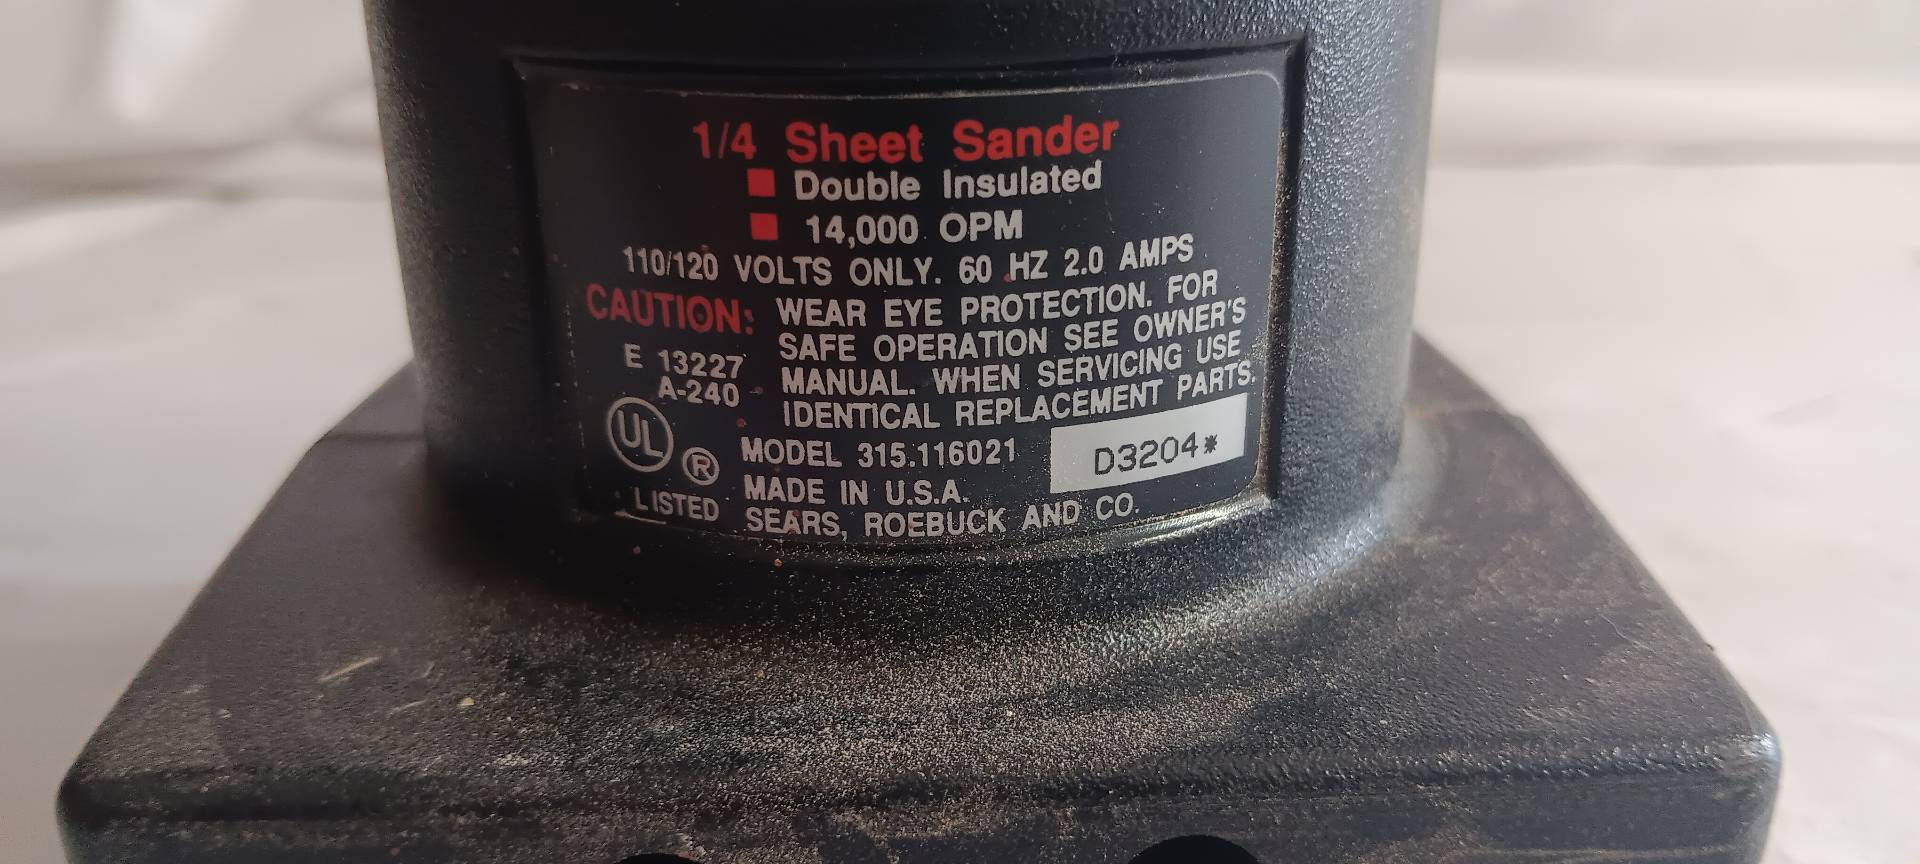 1/4 Sheet Sander
Double Insulated
14,000 OPM
110/120 VOLTS ONLY. 60 HZ 2.0 AMPS
CAUTION: WEAR EYE PROTECTION. FOR
SAFE OPERATION SEE OWNER'S
MANUAL. WHEN SERVICING USE
IDENTICAL REPLACEMENT PARTS.
E 13227
A-240
UL ®
LISTED
MODEL 315.116021
D3204*
MADE IN U.S.A.
SEARS, ROEBUCK AND CO.